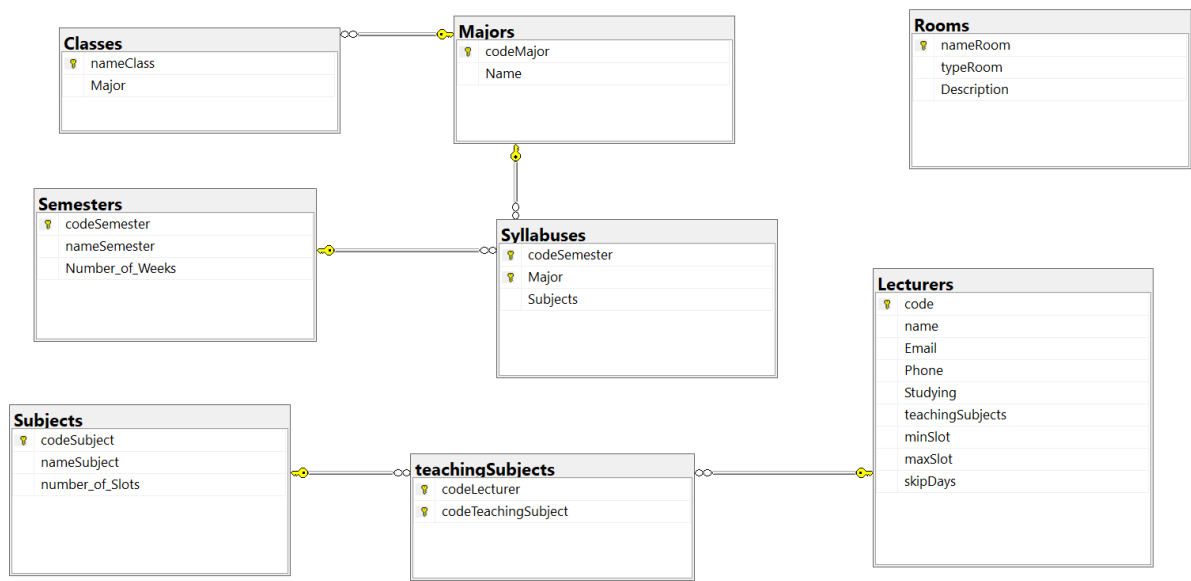 Classes
nameClass
Major
Majors
codeMajor
Name
Rooms
nameRoom
typeRoom
Description
Semesters
codeSemester
nameSemester
Number_of_Weeks
Syllabuses
codeSemester
Major
Subjects
Lecturers
code
name
Email
Phone
Studying
teachingSubjects
minSlot
maxSlot
skipDays
Subjects
codeSubject
nameSubject
number_of_Slots
teachingSubjects
codeLecturer
codeTeachingSubject